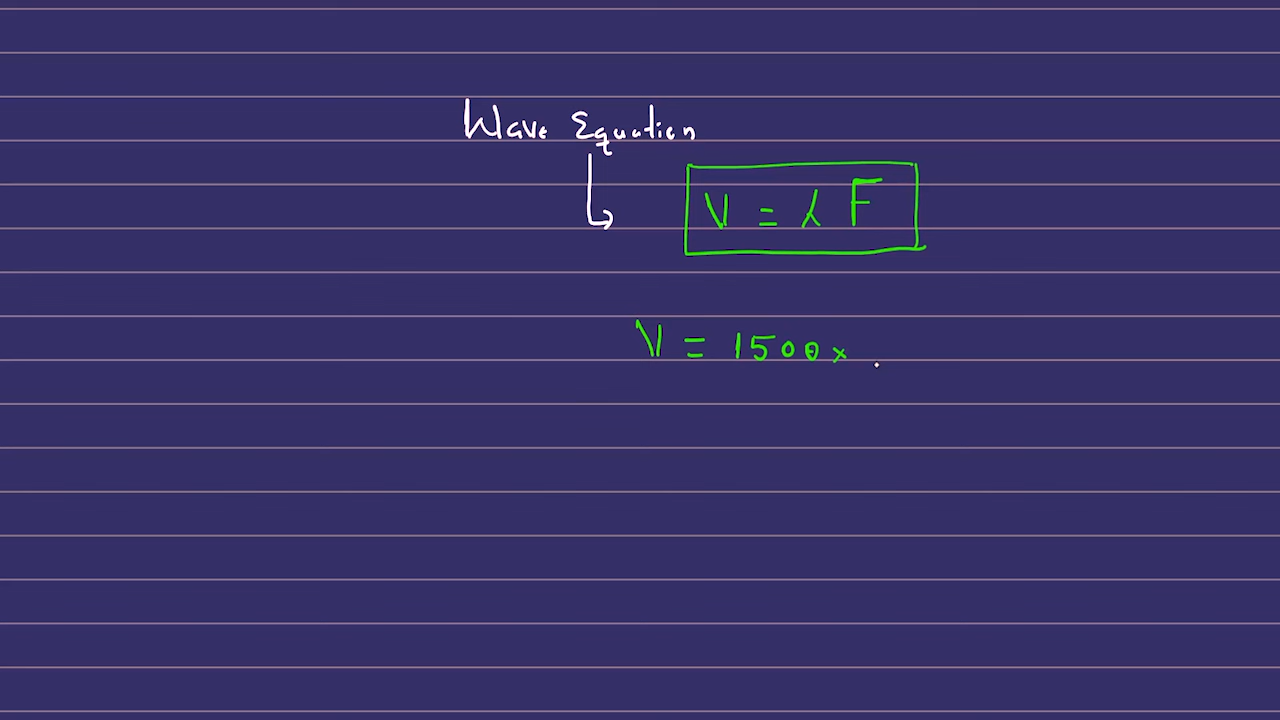 Wave Equation
V = λ F
V = 1500 x